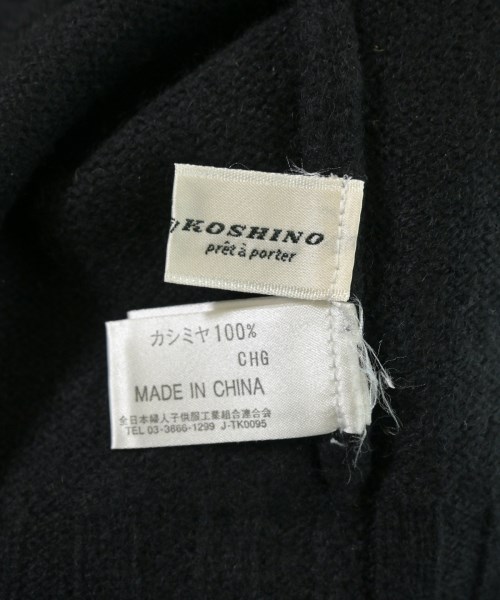 KOSHINO
prêt à porter
カシミヤ100%
CHG
MADE IN CHINA
全日本婦人子供服工業組合連合会
TEL 03-3666-1299 J-TK0095